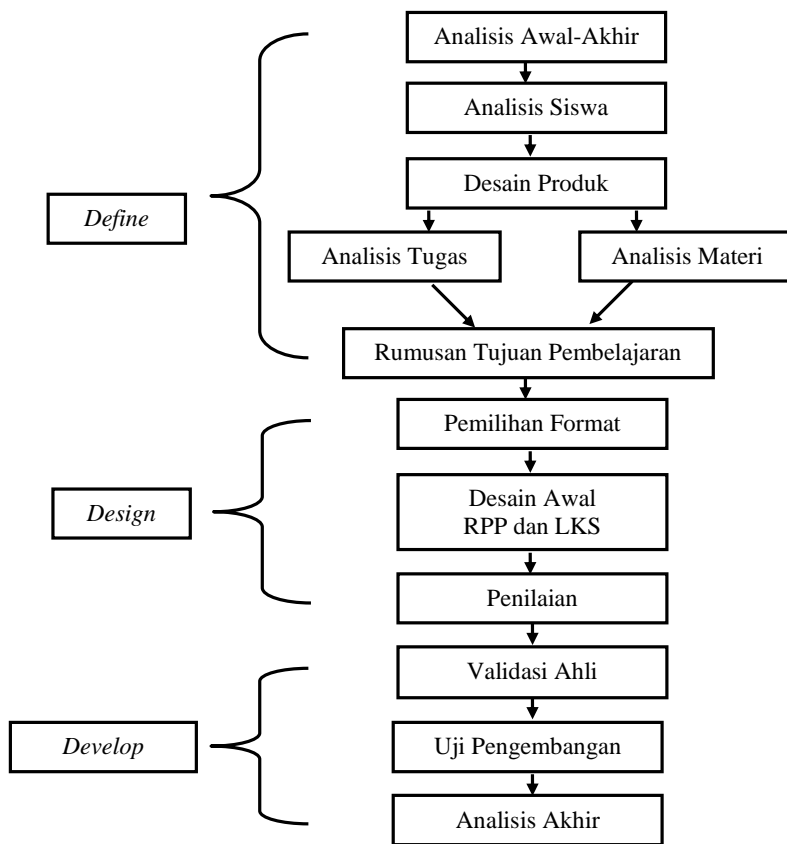 Analisis Awal-Akhir
Analisis Siswa
Desain Produk
Define
Analisis Tugas
Analisis Materi
Rumusan Tujuan Pembelajaran
Pemilihan Format
Design
Desain Awal
RPP dan LKS
Penilaian
Validasi Ahli
Develop
Uji Pengembangan
Analisis Akhir